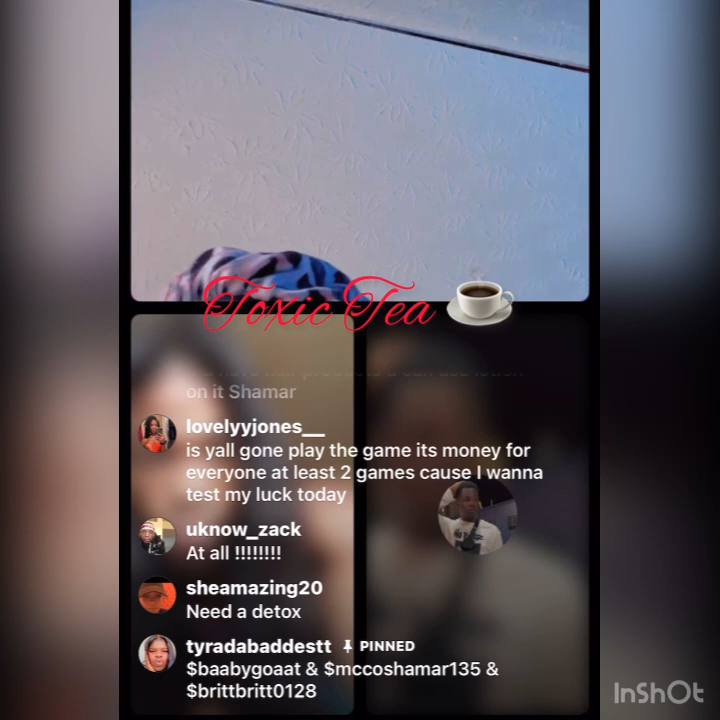 Toxic Tea
on it Shamar
lovelyyjones__
is yall gone play the game its money for
everyone at least 2 games cause I wanna
test my luck today
uknow_zack
At all !!!!!!!!
sheamazing20
Need a detox
tyradabaddestt PINNED
$baabygoaat & $mccoshamar135 &
$brittbritt0128
InShOt